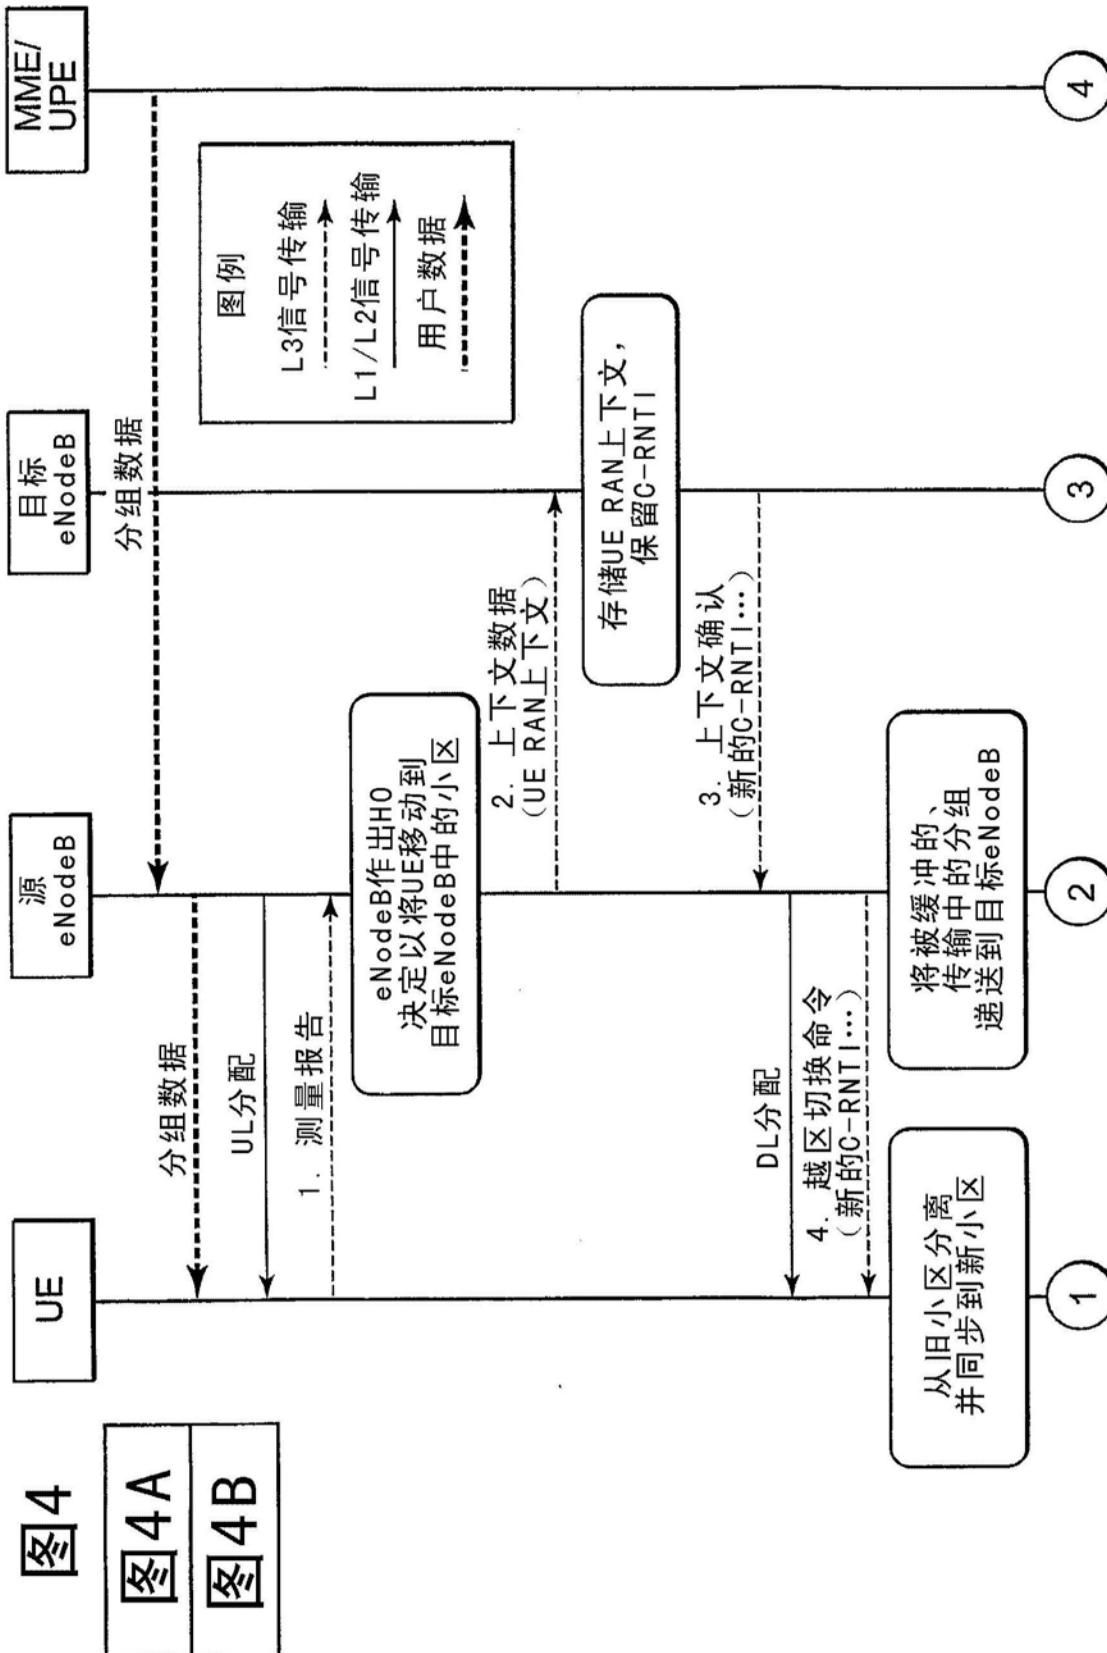 图4
图4A
图4B
UE
源
eNodeB
目标
eNodeB
MME/
UPE
分组数据
分组数据
UL分配
1. 测量报告
图例
L3信号传输
L1/L2信号传输
用户数据
eNodeB作出HO
决定以将UE移动到
目标eNodeB中的小区
2. 上下文数据
(UE RAN上下文)
存储UE RAN上下文,
保留C-RNTI
3. 上下文确认
(新的C-RNTI…)
DL分配
4. 越区切换命令
(新的C-RNTI…)
从旧小区分离
并同步到新小区
将被缓冲的、
传输中的分组
递送到目标eNodeB
1
2
3
4